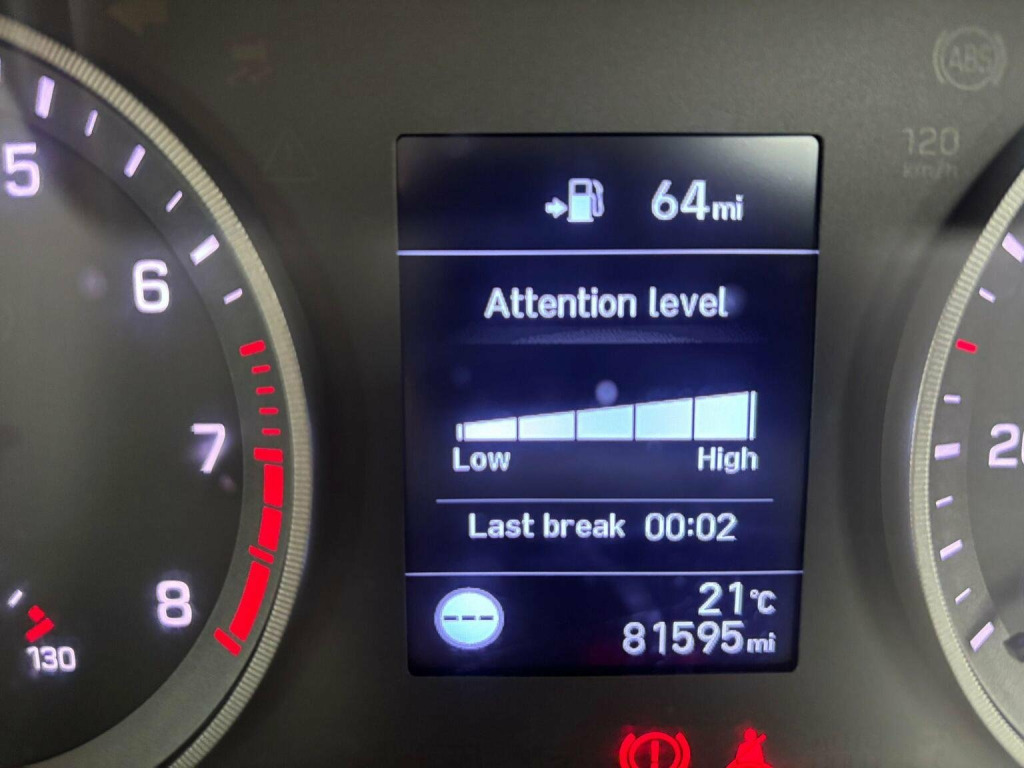 ABS
120
km/h
5
64mi
6
Attention level
7
20
Low High
Last break 00:02
8
21°C
81595mi
130